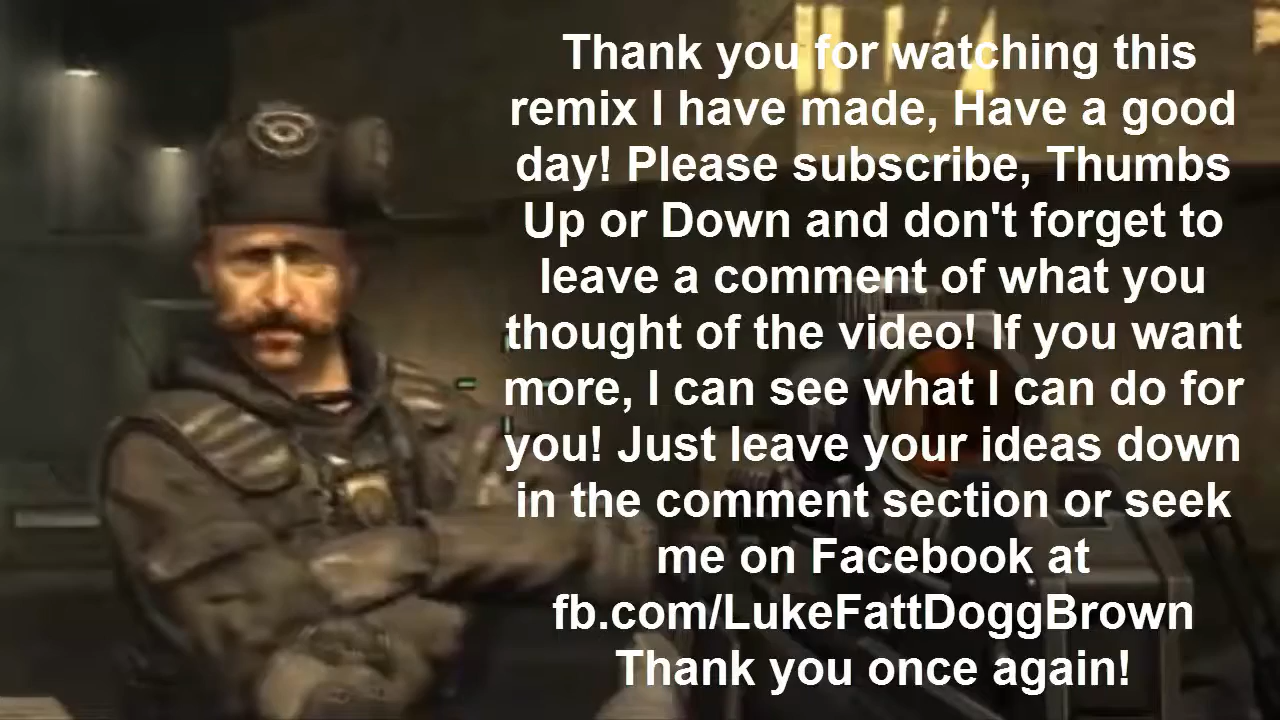 Thank you for watching this
remix I have made, Have a good
day! Please subscribe, Thumbs
Up or Down and don't forget to
leave a comment of what you
thought of the video! If you want
more, I can see what I can do for
you! Just leave your ideas down
in the comment section or seek
me on Facebook at
fb.com/LukeFattDoggBrown
Thank you once again!